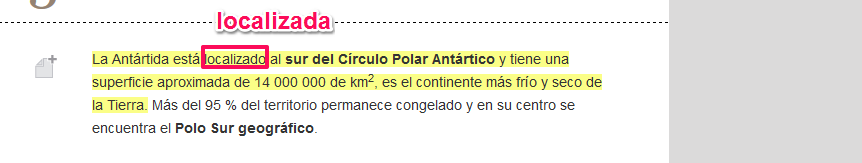 localizada
La Antártida está localizado al sur del Círculo Polar Antártico y tiene una
superficie aproximada de 14 000 000 de km², es el continente más frío y seco de
la Tierra. Más del 95 % del territorio permanece congelado y en su centro se
encuentra el Polo Sur geográfico.